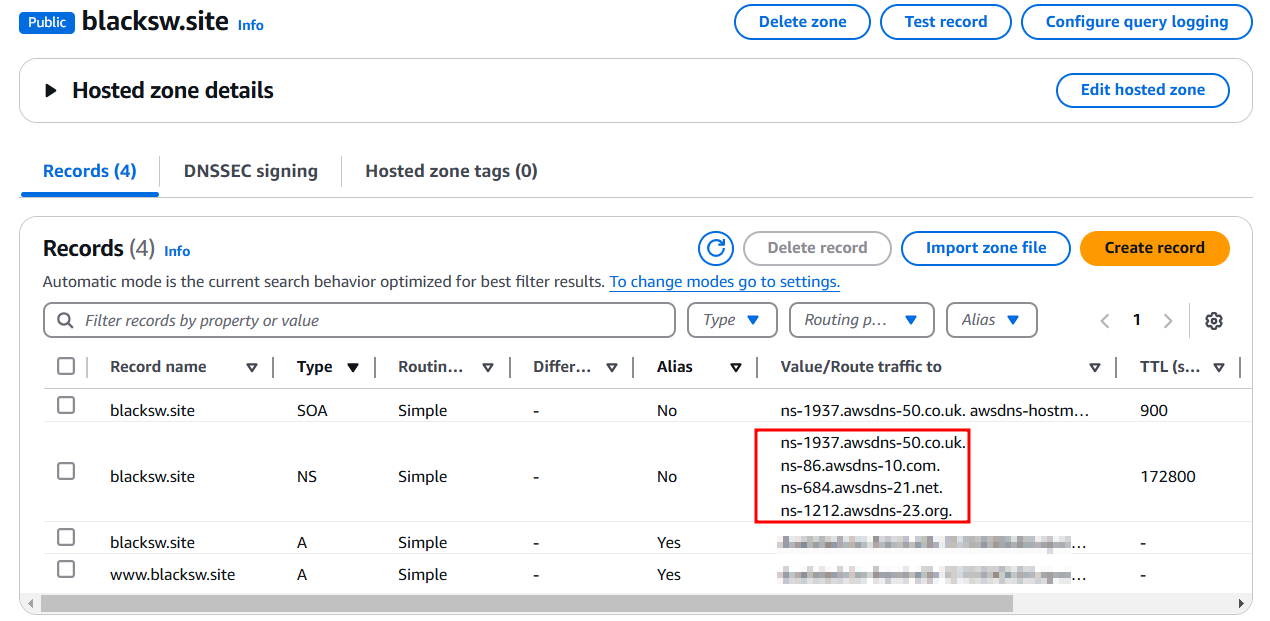 Public blacksw.site Info Delete zone Test record Configure query logging
Hosted zone details Edit hosted zone
Records (4) DNSSEC signing Hosted zone tags (0)
Records (4) Info Delete record Import zone file Create record
Automatic mode is the current search behavior optimized for best filter results. To change modes go to settings.
Filter records by property or value Type Routing p... Alias 1
Record name Type Routin... Differ... Alias Value/Route traffic to TTL (s...
blacksw.site SOA Simple - No ns-1937.awsdns-50.co.uk. awsdns-hostm... 900
ns-1937.awsdns-50.co.uk.
ns-86.awsdns-10.com.
blacksw.site NS Simple - No 172800
ns-684.awsdns-21.net.
ns-1212.awsdns-23.org.
blacksw.site A Simple - Yes ... -
www.blacksw.site A Simple - Yes ... -